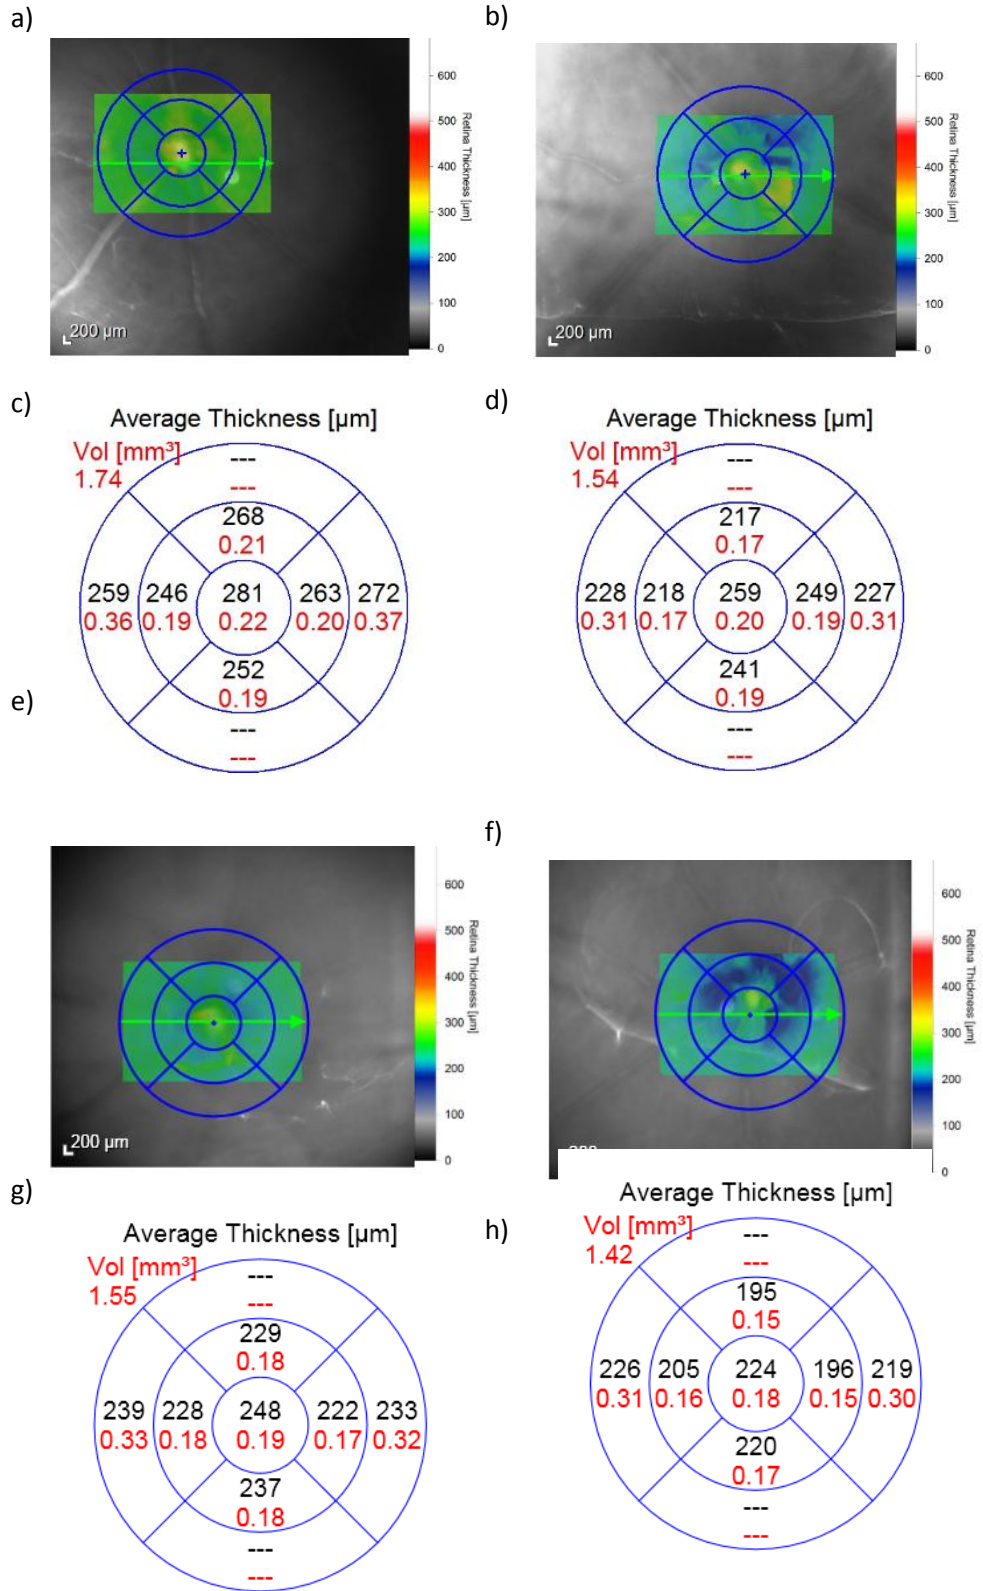 a)
600
500
400
300
200
100
0
Retina Thickness [µm]
200 µm
b)
600
500
400
300
200
100
0
Retina Thickness [µm]
200 µm
c)
Average Thickness [µm]
Vol [mm³]
1.74
---
---
268
0.21
259 246 281 263 272
0.36 0.19 0.22 0.20 0.37
252
0.19
---
---
d)
Average Thickness [µm]
Vol [mm³]
1.54
---
---
217
0.17
228 218 259 249 227
0.31 0.17 0.20 0.19 0.31
241
0.19
---
---
e)
600
500
400
300
200
100
0
Retina Thickness [µm]
200 µm
f)
600
500
400
300
200
100
0
Retina Thickness [µm]
g)
Average Thickness [µm]
Vol [mm³]
1.55
---
---
229
0.18
239 228 248 222 233
0.33 0.18 0.19 0.17 0.32
237
0.18
---
---
h)
Average Thickness [µm]
Vol [mm³]
1.42
---
---
195
0.15
226 205 224 196 219
0.31 0.16 0.18 0.15 0.30
220
0.17
---
---